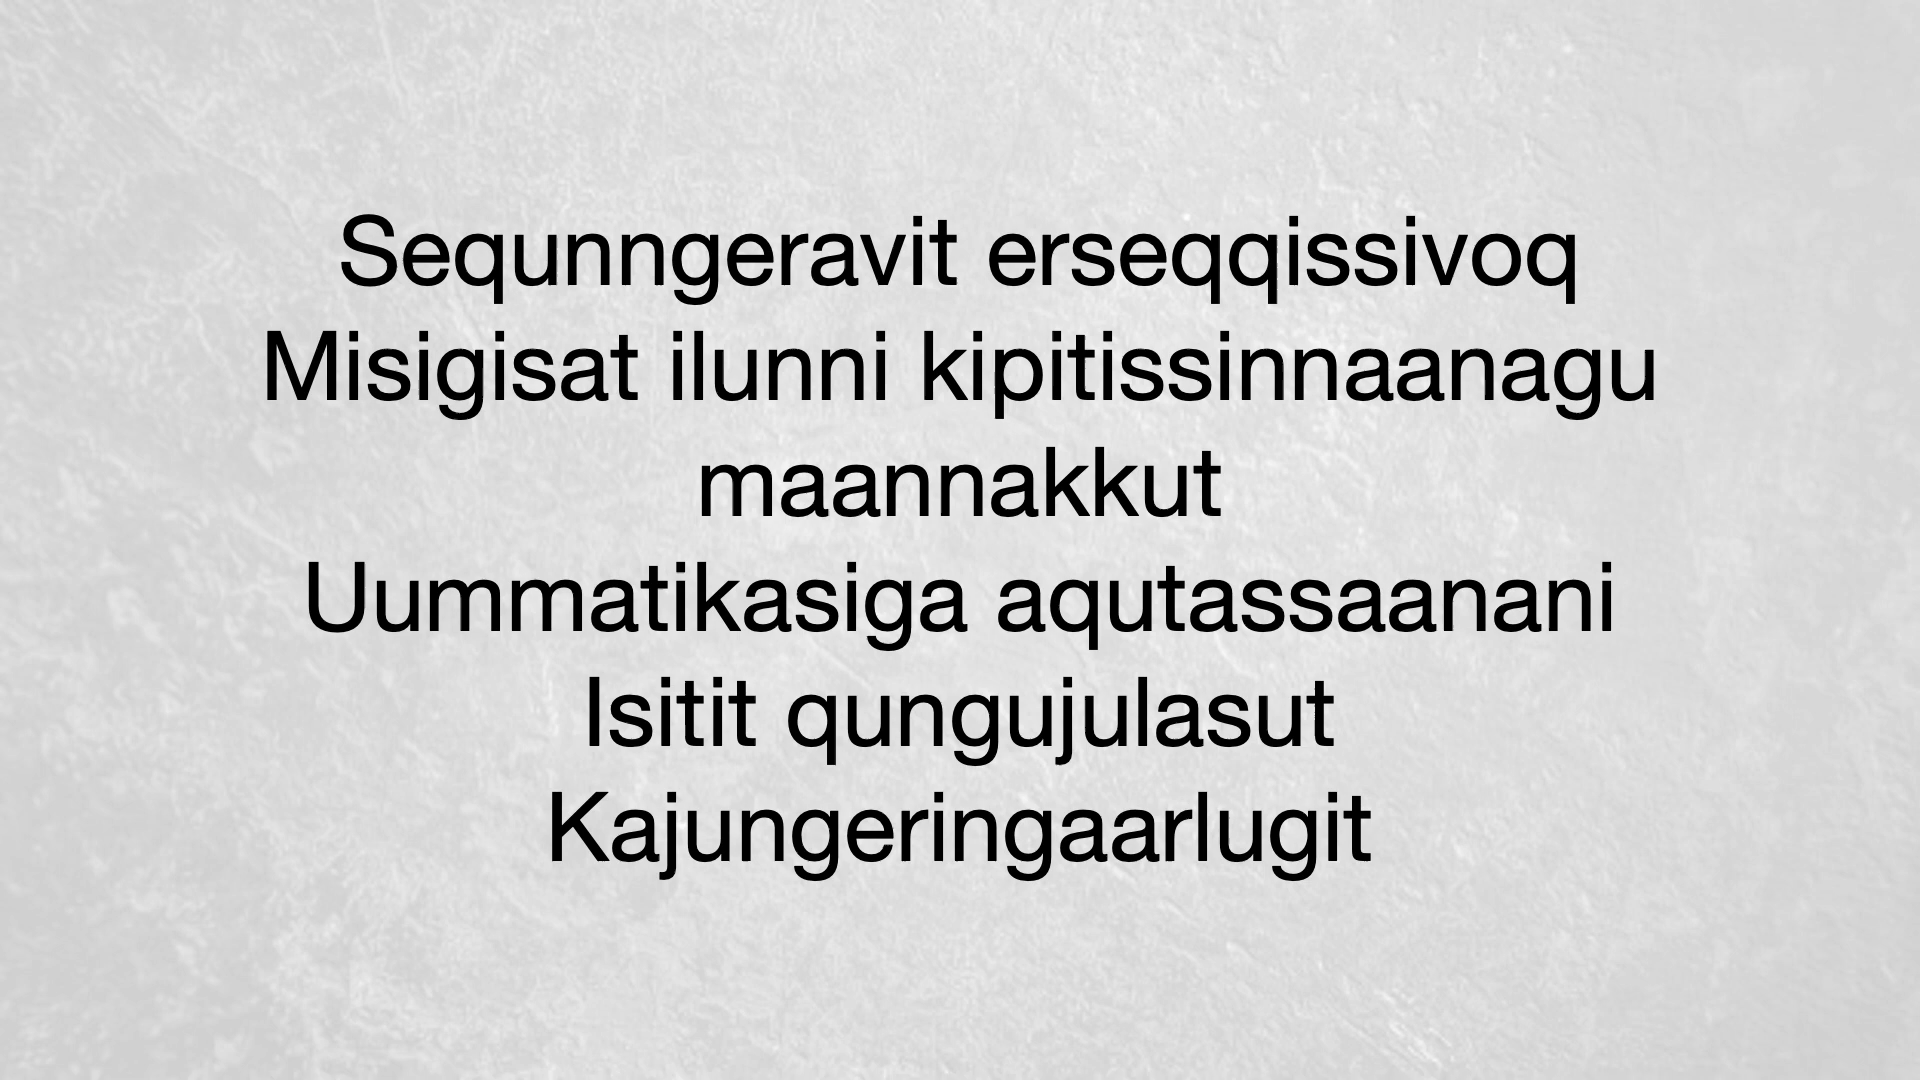 Sequnngeravit erseqqissivoq
Misigisat ilunni kipitissinnaanagu
maannakkut
Uummatikasiga aqutassaanani
Isitit qungujulasut
Kajungeringaarlugit